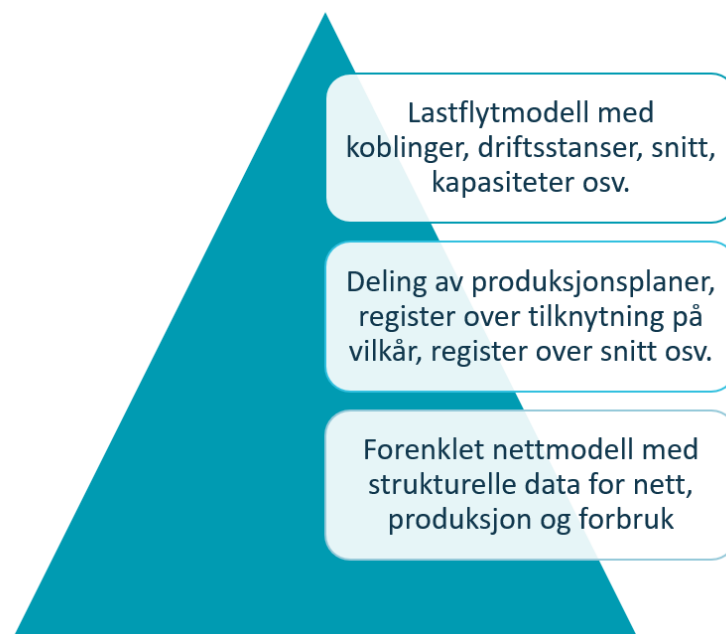 Lastflytmodell med
koblinger, driftsstanser, snitt,
kapasiteter osv.
Deling av produksjonsplaner,
register over tilknytning på
vilkår, register over snitt osv.
Forenklet nettmodell med
strukturelle data for nett,
produksjon og forbruk